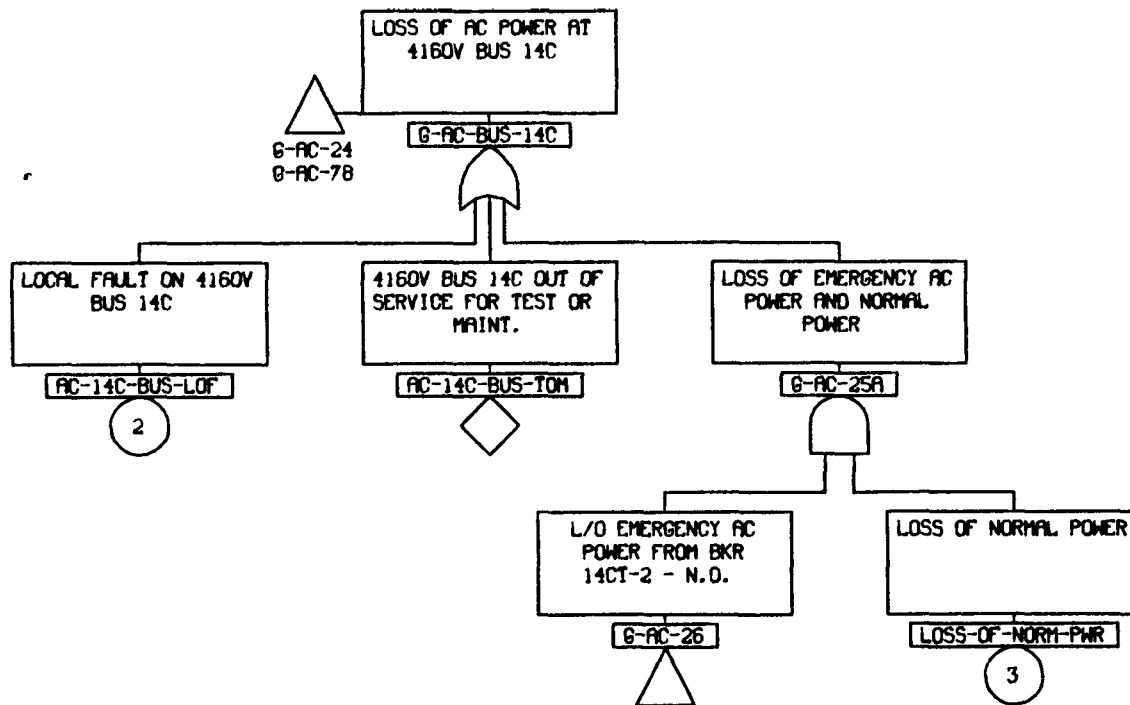 LOSS OF AC POWER AT
4160V BUS 14C
G-AC-BUS-14C
G-AC-24
G-AC-78
LOCAL FAULT ON 4160V
BUS 14C
AC-14C-BUS-LOF
2
4160V BUS 14C OUT OF
SERVICE FOR TEST OR
MAINT.
AC-14C-BUS-TOM
LOSS OF EMERGENCY AC
POWER AND NORMAL
POWER
G-AC-25A
L/O EMERGENCY AC
POWER FROM BKR
14CT-2 - N.O.
G-AC-26
LOSS OF NORMAL POWER
LOSS-OF-NORM-PWR
3